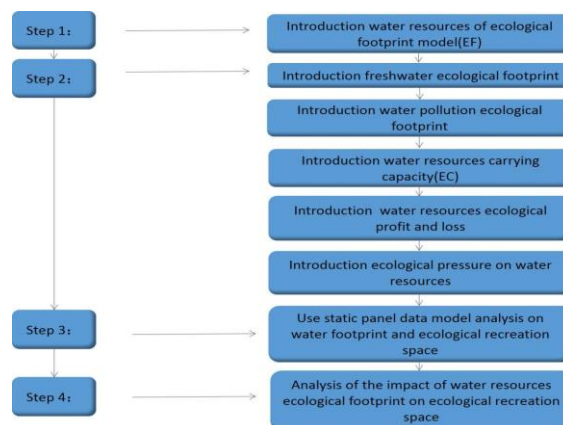 Step 1：
Introduction water resources of ecological
footprint model(EF)
Step 2：
Introduction freshwater ecological footprint
Introduction water pollution ecological
footprint
Introduction water resources carrying
capacity(EC)
Introduction water resources ecological
profit and loss
Introduction ecological pressure on water
resources
Step 3：
Use static panel data model analysis on
water footprint and ecological recreation
space
Step 4：
Analysis of the impact of water resources
ecological footprint on ecological recreation
space